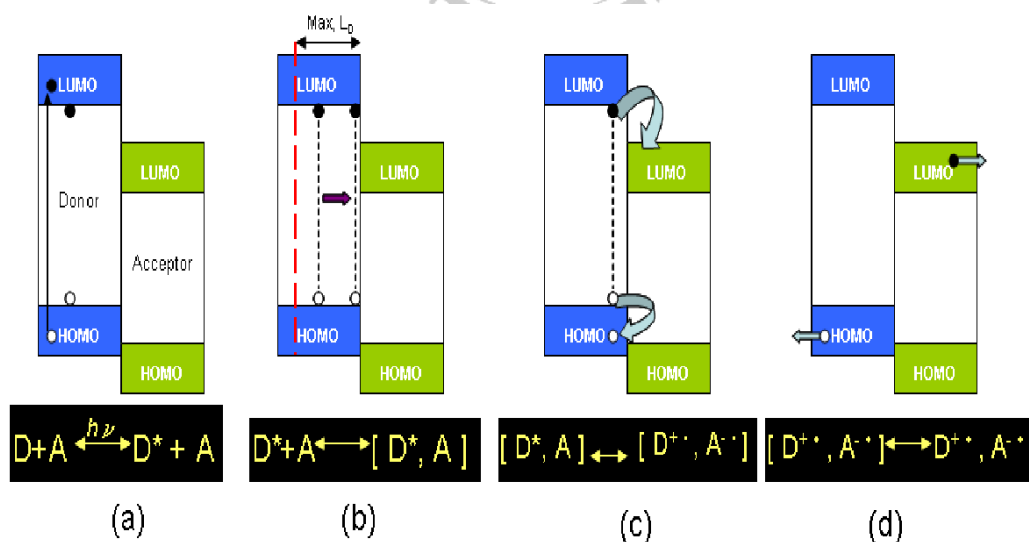 Max, L_D
LUMO
LUMO
Donor
Acceptor
HOMO
HOMO
D+A ⟷ hν D* + A
(a)
LUMO
LUMO
HOMO
HOMO
D*+A ⟷ [ D*, A ]
(b)
LUMO
LUMO
HOMO
HOMO
[ D*, A ] ⟷ [ D⁺•, A⁻• ]
(c)
LUMO
LUMO
HOMO
HOMO
[ D⁺•, A⁻• ] ⟷ D⁺•, A⁻•
(d)